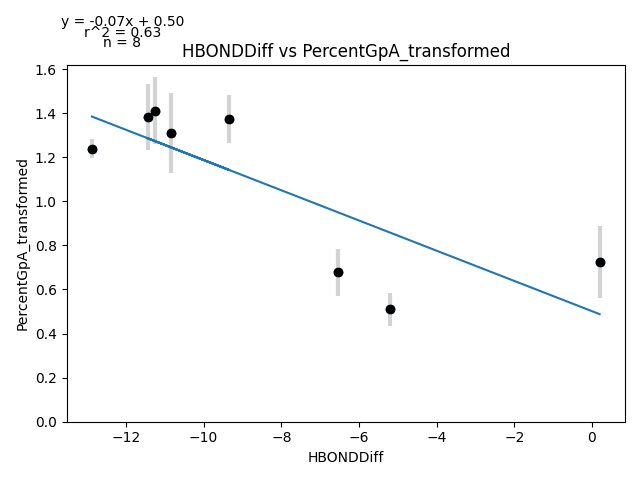 y = -0.07x + 0.50
r^2 = 0.63
n = 8
HBONDDiff vs PercentGpA_transformed
1.6
1.4
1.2
1.0
0.8
0.6
0.4
0.2
0.0
PercentGpA_transformed
−12
−10
−8
−6
−4
−2
0
HBONDDiff